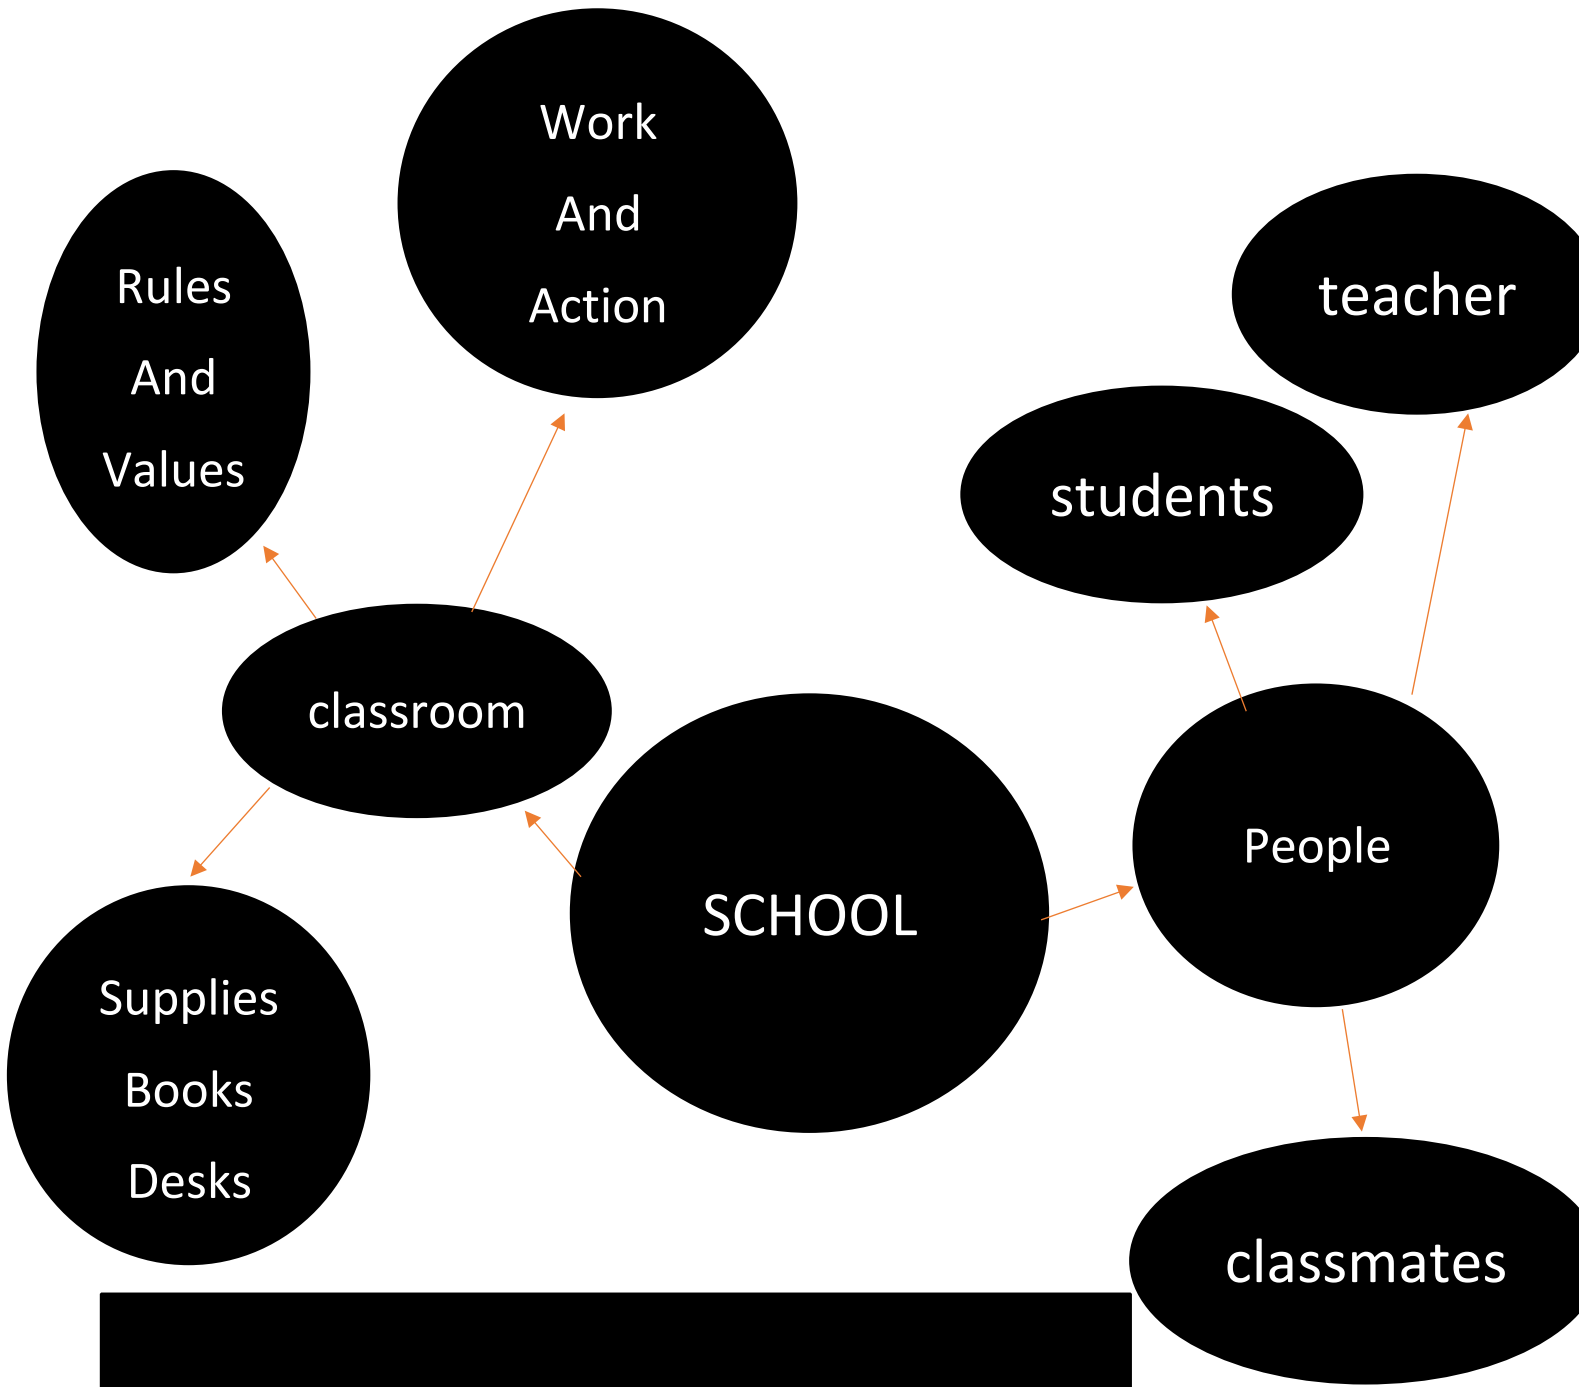 Work
And
Action
Rules
And
Values
teacher
students
classroom
People
SCHOOL
Supplies
Books
Desks
classmates